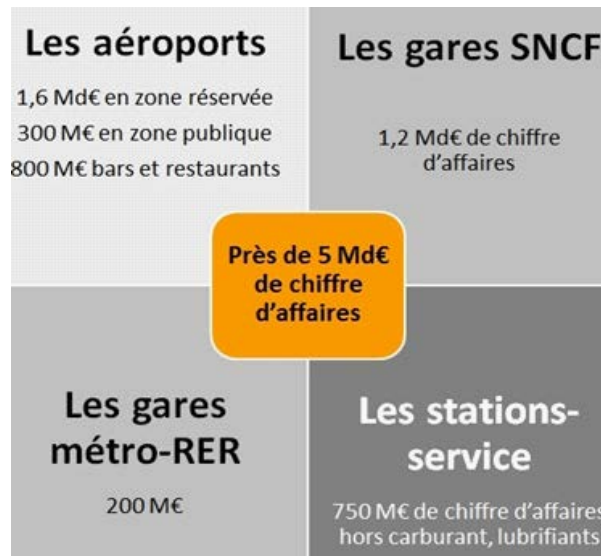 Les aéroports
1,6 Md€ en zone réservée
300 M€ en zone publique
800 M€ bars et restaurants
Les gares SNCF
1,2 Md€ de chiffre
d’affaires
Près de 5 Md€
de chiffre
d’affaires
Les gares
métro-RER
200 M€
Les stations-
service
750 M€ de chiffre d’affaires
hors carburant, lubrifiants